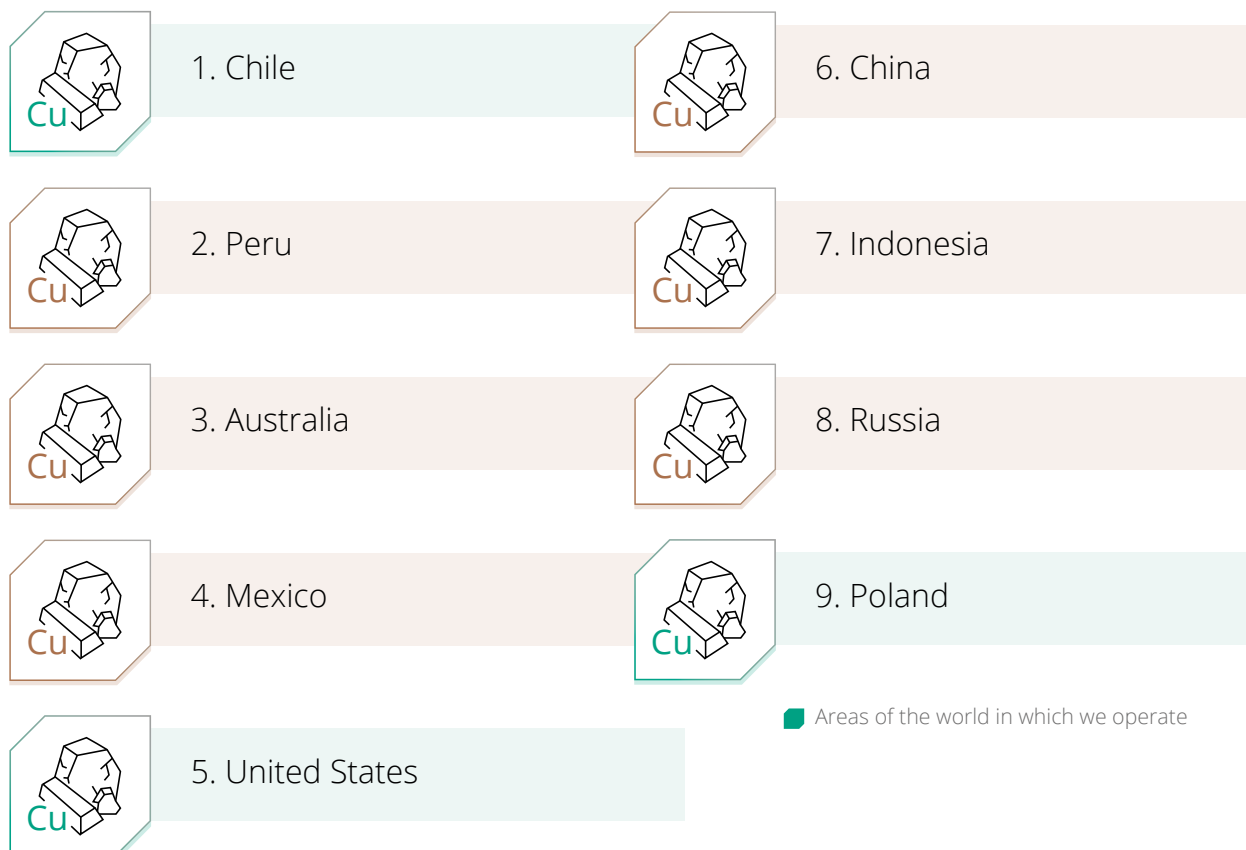 Cu
1. Chile
Cu
2. Peru
Cu
3. Australia
Cu
4. Mexico
Cu
5. United States
Cu
6. China
Cu
7. Indonesia
Cu
8. Russia
Cu
9. Poland
Areas of the world in which we operate